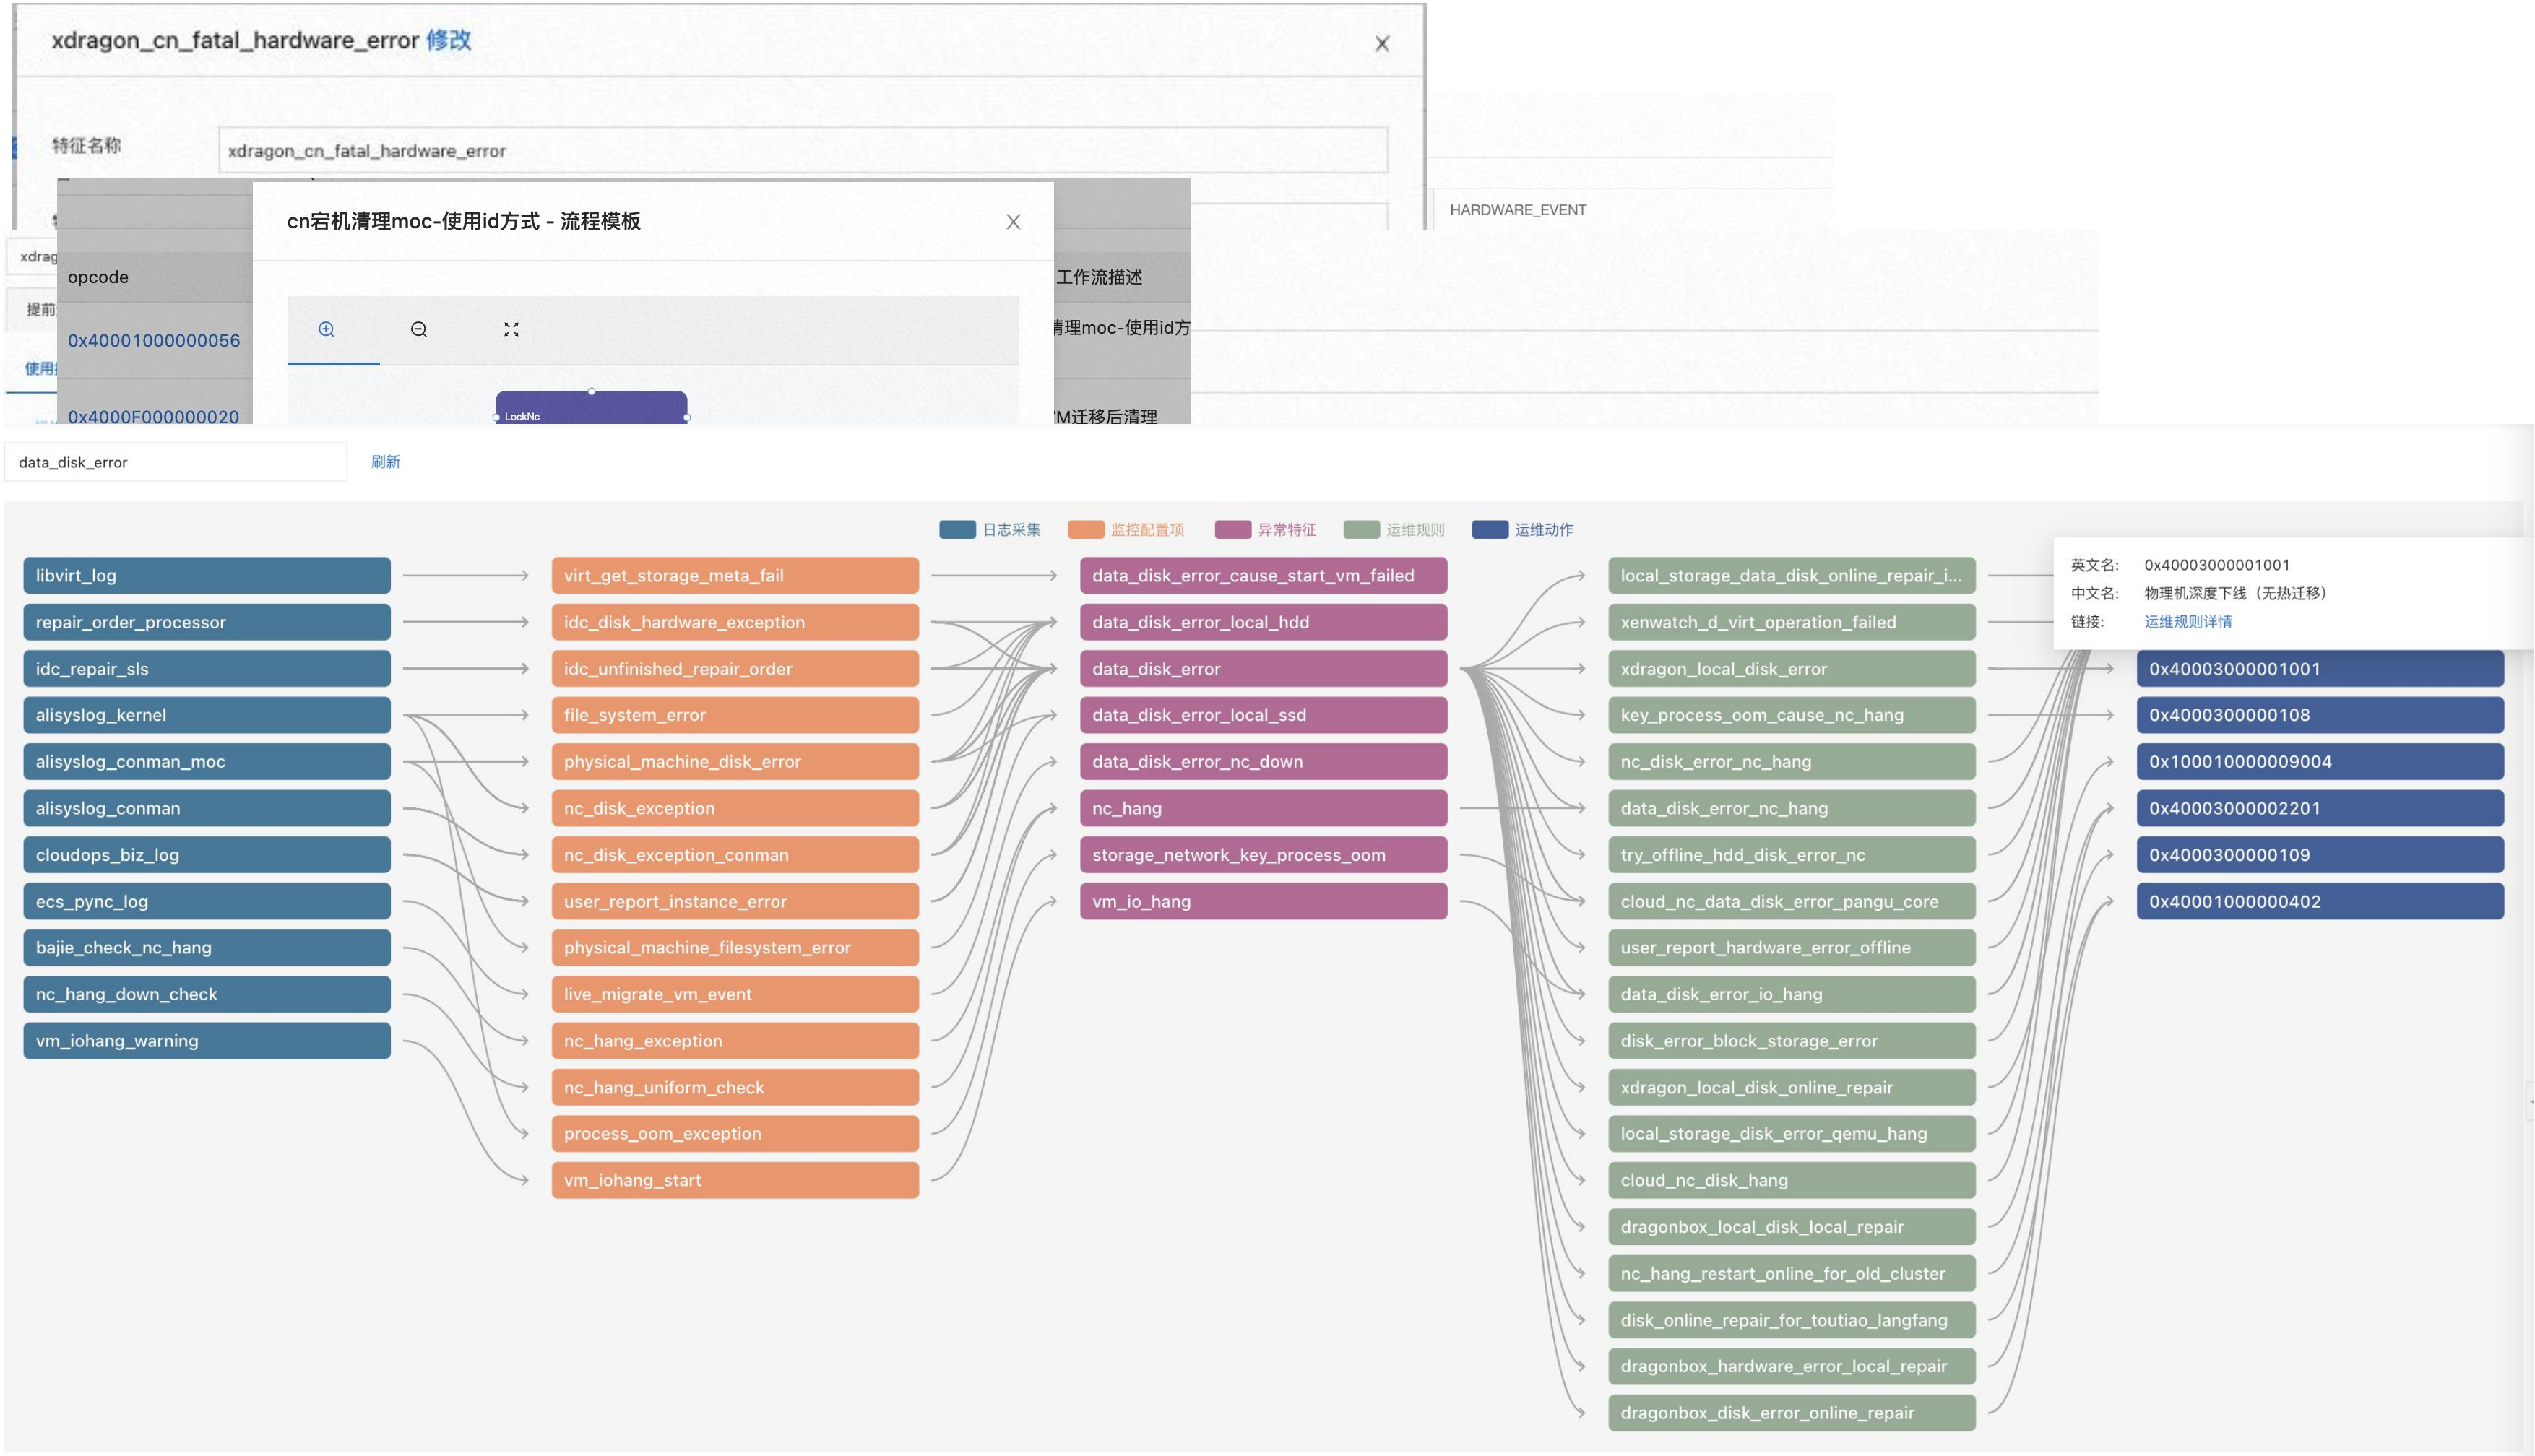 xdragon_cn_fatal_hardware_error 修改
特征名称
xdragon_cn_fatal_hardware_error
HARDWARE_EVENT
cn宕机清理moc-使用id方式 - 流程模板
xdrag
opcode
工作流描述
提前
0x40001000000056
清理moc-使用id方
使用
0x4000F000000020
LockNc
M迁移后清理
data_disk_error
刷新
日志采集
监控配置项
异常特征
运维规则
运维动作
英文名: 0x40003000001001
中文名: 物理机深度下线（无热迁移）
链接: 运维规则详情
libvirt_log
repair_order_processor
idc_repair_sls
alisyslog_kernel
alisyslog_conman_moc
alisyslog_conman
cloudops_biz_log
ecs_pync_log
bajie_check_nc_hang
nc_hang_down_check
vm_iohang_warning
virt_get_storage_meta_fail
idc_disk_hardware_exception
idc_unfinished_repair_order
file_system_error
physical_machine_disk_error
nc_disk_exception
nc_disk_exception_conman
user_report_instance_error
physical_machine_filesystem_error
live_migrate_vm_event
nc_hang_exception
nc_hang_uniform_check
process_oom_exception
vm_iohang_start
data_disk_error_cause_start_vm_failed
data_disk_error_local_hdd
data_disk_error
data_disk_error_local_ssd
data_disk_error_nc_down
nc_hang
storage_network_key_process_oom
vm_io_hang
local_storage_data_disk_online_repair_i...
xenwatch_d_virt_operation_failed
xdragon_local_disk_error
key_process_oom_cause_nc_hang
nc_disk_error_nc_hang
data_disk_error_nc_hang
try_offline_hdd_disk_error_nc
cloud_nc_data_disk_error_pangu_core
user_report_hardware_error_offline
data_disk_error_io_hang
disk_error_block_storage_error
xdragon_local_disk_online_repair
local_storage_disk_error_qemu_hang
cloud_nc_disk_hang
dragonbox_local_disk_local_repair
nc_hang_restart_online_for_old_cluster
disk_online_repair_for_toutiao_langfang
dragonbox_hardware_error_local_repair
dragonbox_disk_error_online_repair
0x40003000001001
0x4000300000108
0x100010000009004
0x40003000002201
0x4000300000109
0x40001000000402